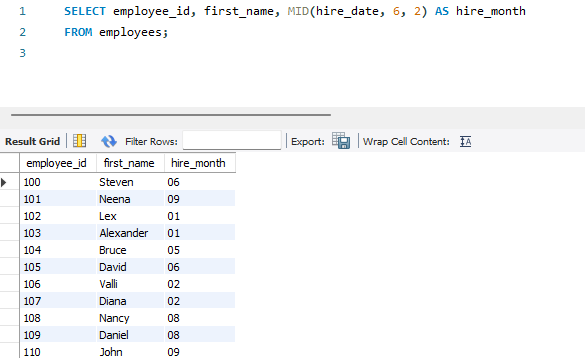 1 SELECT employee_id, first_name, MID(hire_date, 6, 2) AS hire_month
2 FROM employees;
3
Result Grid Filter Rows: Export: Wrap Cell Content: IA
employee_id first_name hire_month
100 Steven 06
101 Neena 09
102 Lex 01
103 Alexander 01
104 Bruce 05
105 David 06
106 Valli 02
107 Diana 02
108 Nancy 08
109 Daniel 08
110 John 09